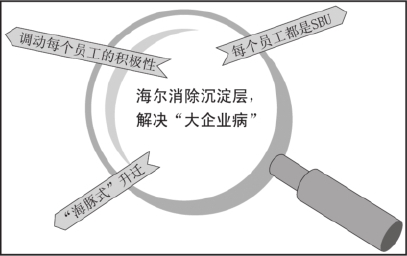 调动每个员工的积极性
每个员工都是SBU
海尔消除沉淀层，
解决“大企业病”
“海豚式”升迁